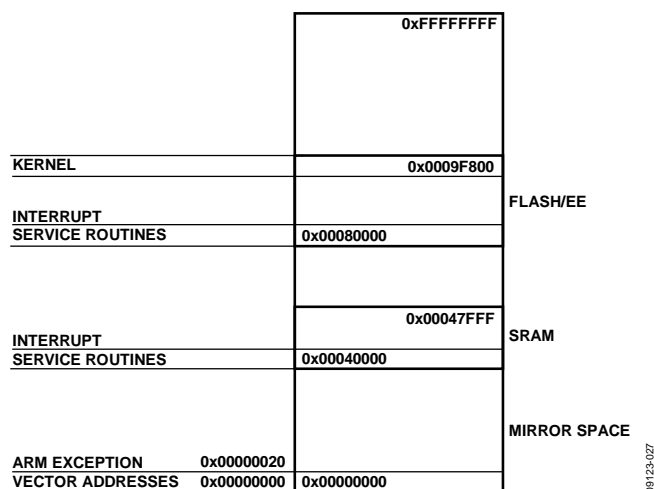 0xFFFFFFFF
KERNEL 0x0009F800
FLASH/EE
INTERRUPT
SERVICE ROUTINES 0x00080000
0x00047FFF
SRAM
INTERRUPT
SERVICE ROUTINES 0x00040000
MIRROR SPACE
ARM EXCEPTION 0x00000020
VECTOR ADDRESSES 0x00000000 0x00000000
09123-027